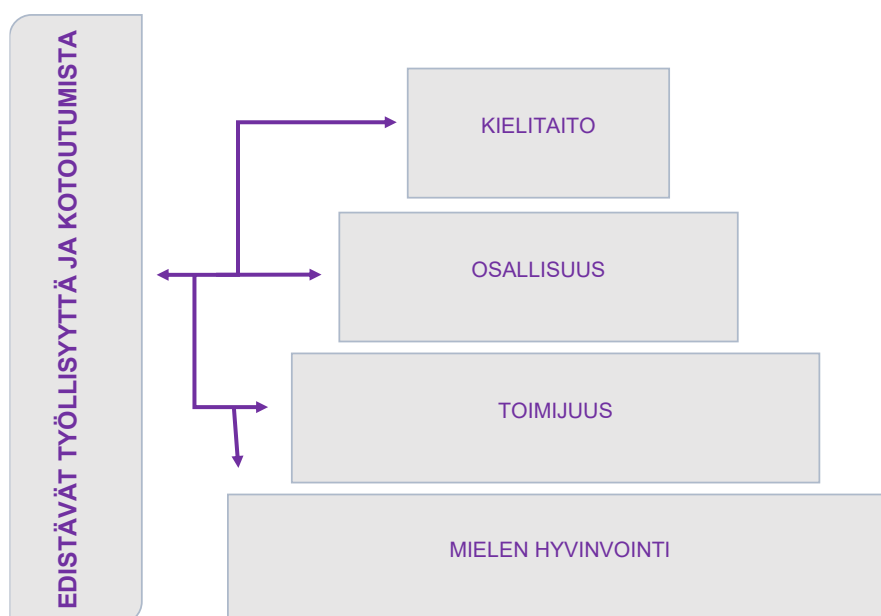 EDISTÄVÄT TYÖLLISYYTTÄ JA KOTOUTUMISTA
KIELITAITO
OSALLISUUS
TOIMIJUUS
MIELEN HYVINVOINTI